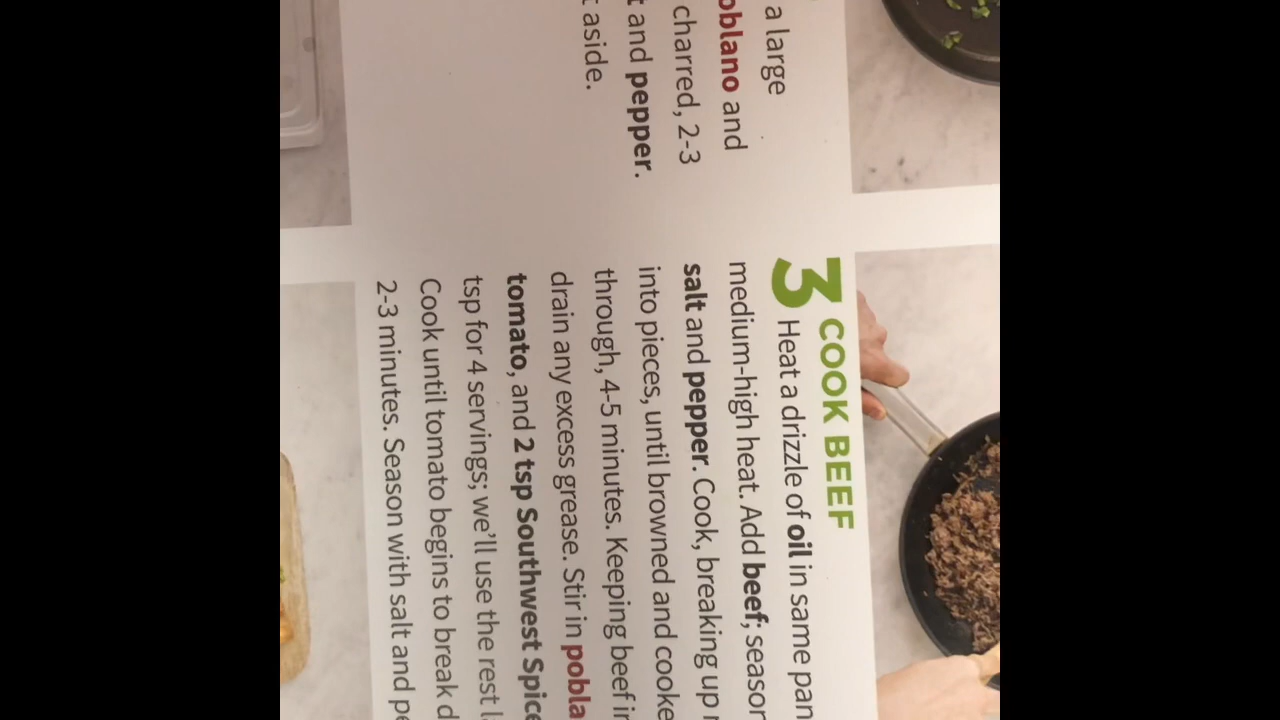 a large
oblano and
charred, 2-3
t and pepper.
t aside.
3 COOK BEEF
Heat a drizzle of oil in same pan
medium-high heat. Add beef; season
salt and pepper. Cook, breaking up
into pieces, until browned and cooke
through, 4-5 minutes. Keeping beef in
drain any excess grease. Stir in pobla
tomato, and 2 tsp Southwest Spice
tsp for 4 servings; we'll use the rest l
Cook until tomato begins to break d
2-3 minutes. Season with salt and pe